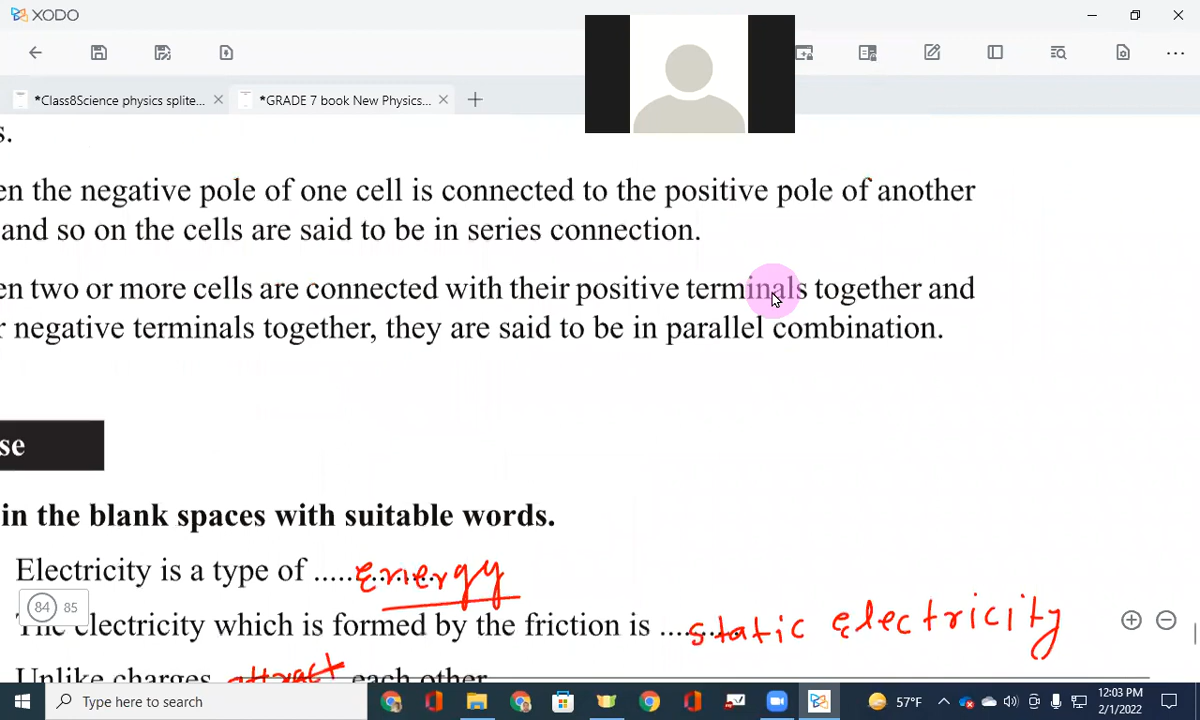 XODO
*Class8Science physics splite...
*GRADE 7 book New Physics...
s.
en the negative pole of one cell is connected to the positive pole of another
and so on the cells are said to be in series connection.
en two or more cells are connected with their positive terminals together and
r negative terminals together, they are said to be in parallel combination.
se
in the blank spaces with suitable words.
Electricity is a type of ..... energy
84 85
The electricity which is formed by the friction is .... static electricity
Unlike charges attract each other
Type here to search
57°F
12:03 PM
2/1/2022